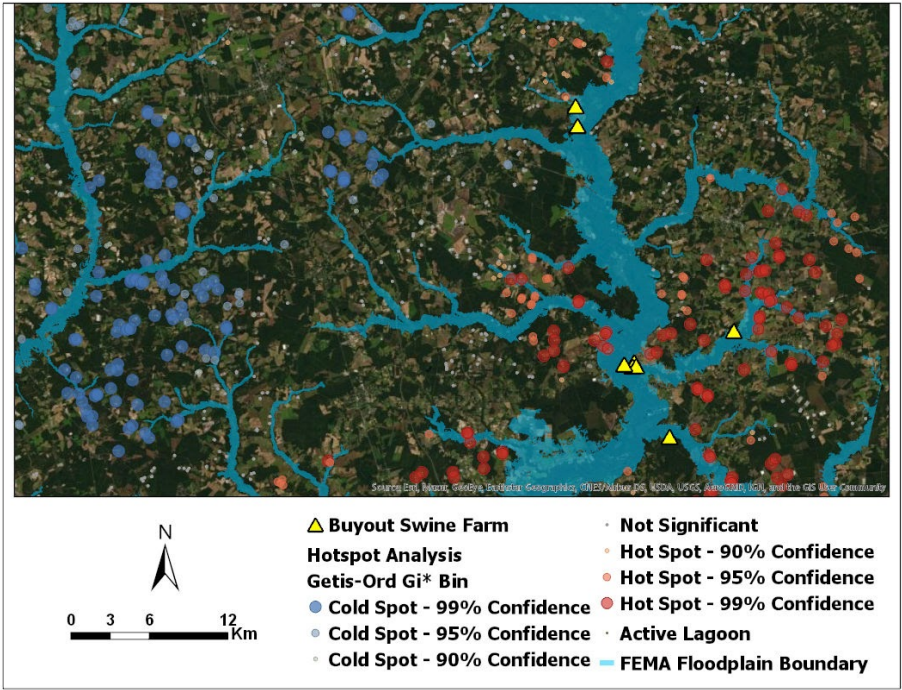 Source: Esri, Maxar, GeoEye, Earthstar Geographics, CNES/Airbus DS, USDA, USGS, AeroGRID, IGN, and the GIS User Community
N
0 3 6 12
Km
Buyout Swine Farm
Hotspot Analysis
Getis-Ord Gi* Bin
Cold Spot - 99% Confidence
Cold Spot - 95% Confidence
Cold Spot - 90% Confidence
Not Significant
Hot Spot - 90% Confidence
Hot Spot - 95% Confidence
Hot Spot - 99% Confidence
Active Lagoon
FEMA Floodplain Boundary